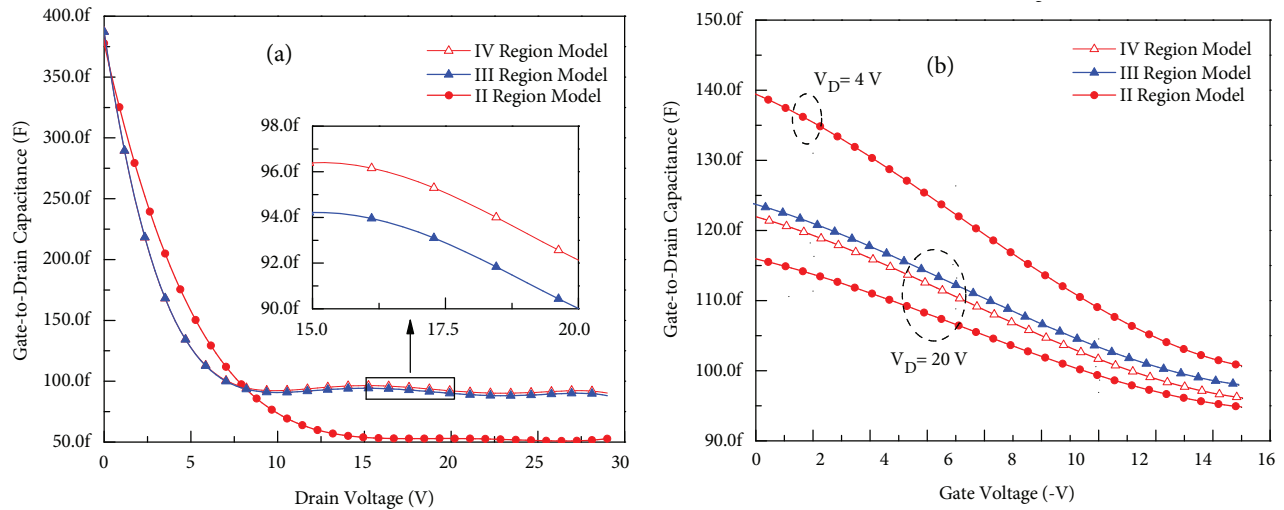 400.0f
350.0f
300.0f
250.0f
200.0f
150.0f
100.0f
50.0f
Gate-to-Drain Capacitance (F)
(a)
IV Region Model
III Region Model
II Region Model
98.0f
96.0f
94.0f
92.0f
90.0f
15.0
17.5
20.0
0
5
10
15
20
25
30
Drain Voltage (V)
150.0f
140.0f
130.0f
120.0f
110.0f
100.0f
90.0f
Gate-to-Drain Capacitance (F)
(b)
IV Region Model
III Region Model
II Region Model
V_D= 4 V
V_D= 20 V
0
2
4
6
8
10
12
14
16
Gate Voltage (-V)